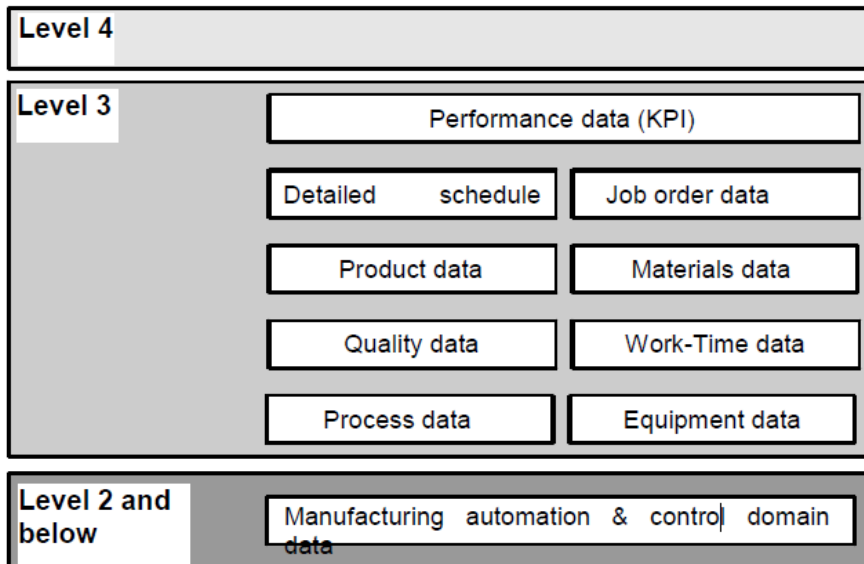 Level 4
Level 3
Performance data (KPI)
Detailed schedule
Job order data
Product data
Materials data
Quality data
Work-Time data
Process data
Equipment data
Level 2 and
below
Manufacturing automation & control domain
data